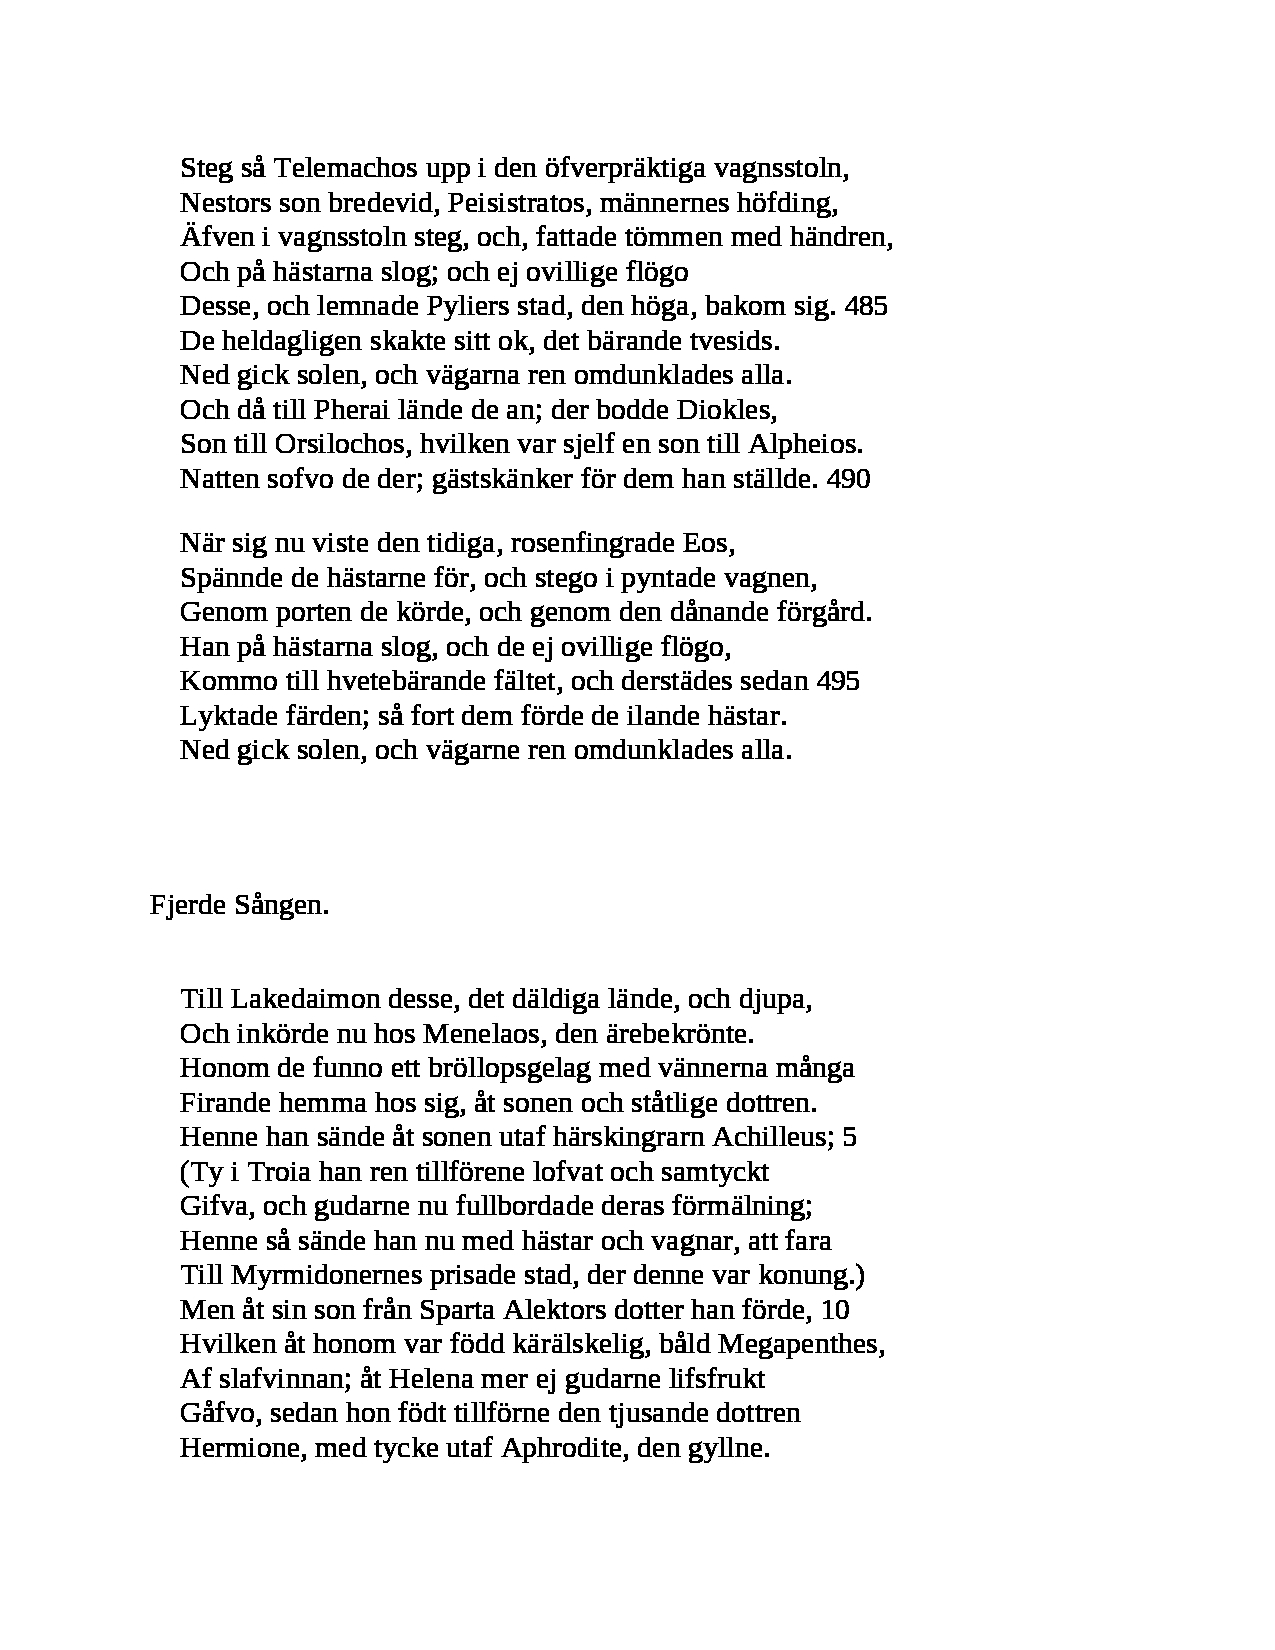 Steg så Telemachos upp i den öfverpräktiga vagnsstoln,
Nestors son bredevid, Peisistratos, männernes höfding,
Äfven i vagnsstoln steg, och, fattade tömmen med händren,
Och på hästarna slog; och ej ovillige flögo
Desse, och lemnade Pyliers stad, den höga, bakom sig. 485
De heldagligen skakte sitt ok, det bärande tvesids.
Ned gick solen, och vägarna ren omdunklades alla.
Och då till Pherai lände de an; der bodde Diokles,
Son till Orsilochos, hvilken var sjelf en son till Alpheios.
Natten sofvo de der; gästskänker för dem han ställde. 490
När sig nu viste den tidiga, rosenfingrade Eos,
Spännde de hästarne för, och stego i pyntade vagnen,
Genom porten de körde, och genom den dånande förgård.
Han på hästarna slog, och de ej ovillige flögo,
Kommo till hvetebärande fältet, och derstädes sedan 495
Lyktade färden; så fort dem förde de ilande hästar.
Ned gick solen, och vägarne ren omdunklades alla.
Fjerde Sången.
Till Lakedaimon desse, det däldiga lände, och djupa,
Och inkörde nu hos Menelaos, den ärebekrönte.
Honom de funno ett bröllopsgelag med vännerna många
Firande hemma hos sig, åt sonen och ståtlige dottren.
Henne han sände åt sonen utaf härskingrarn Achilleus; 5
(Ty i Troia han ren tillförene lofvat och samtyckt
Gifva, och gudarne nu fullbordade deras förmälning;
Henne så sände han nu med hästar och vagnar, att fara
Till Myrmidonernes prisade stad, der denne var konung.)
Men åt sin son från Sparta Alektors dotter han förde, 10
Hvilken åt honom var född kärälskelig, båld Megapenthes,
Af slafvinnan; åt Helena mer ej gudarne lifsfrukt
Gåfvo, sedan hon födt tillförne den tjusande dottren
Hermione, med tycke utaf Aphrodite, den gyllne.